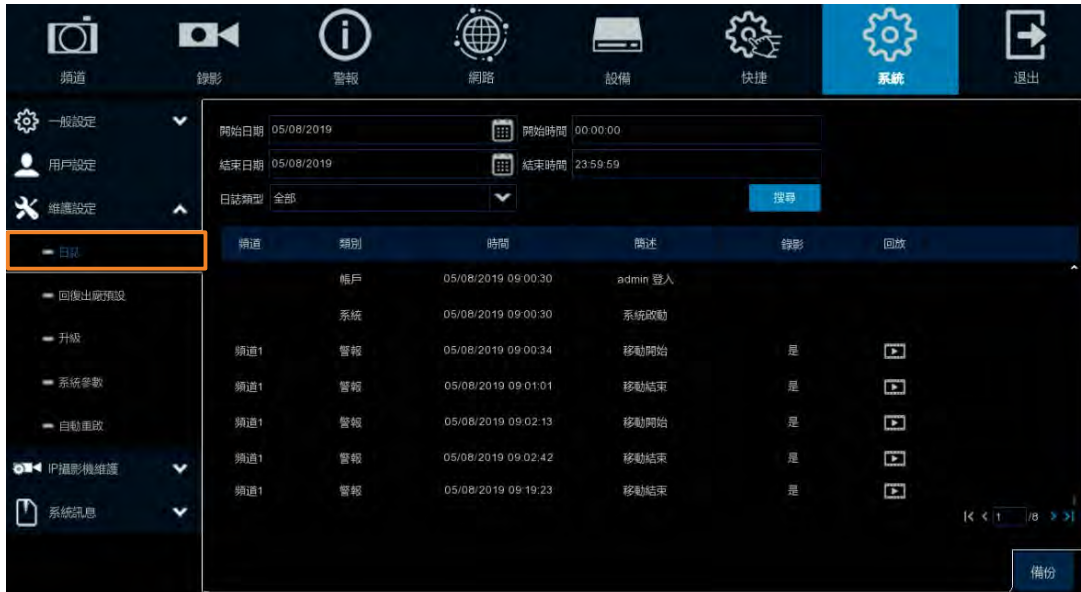 頻道 錄影 警報 網路 設備 快捷 系統 退出
一般設定
用戶設定
維護設定
日誌
回復出廠預設
升級
系統參數
自動重啟
IP攝影機維護
系統訊息
開始日期 05/08/2019 開始時間 00:00:00
結束日期 05/08/2019 結束時間 23:59:59
日誌類型 全部 搜尋
頻道 類別 時間 簡述 錄影 回放
帳戶 05/08/2019 09:00:30 admin 登入
系統 05/08/2019 09:00:30 系統啟動
頻道1 警報 05/08/2019 09:00:34 移動開始 是
頻道1 警報 05/08/2019 09:01:01 移動結束 是
頻道1 警報 05/08/2019 09:02:13 移動開始 是
頻道1 警報 05/08/2019 09:02:42 移動結束 是
頻道1 警報 05/08/2019 09:19:23 移動結束 是
1 /8
備份